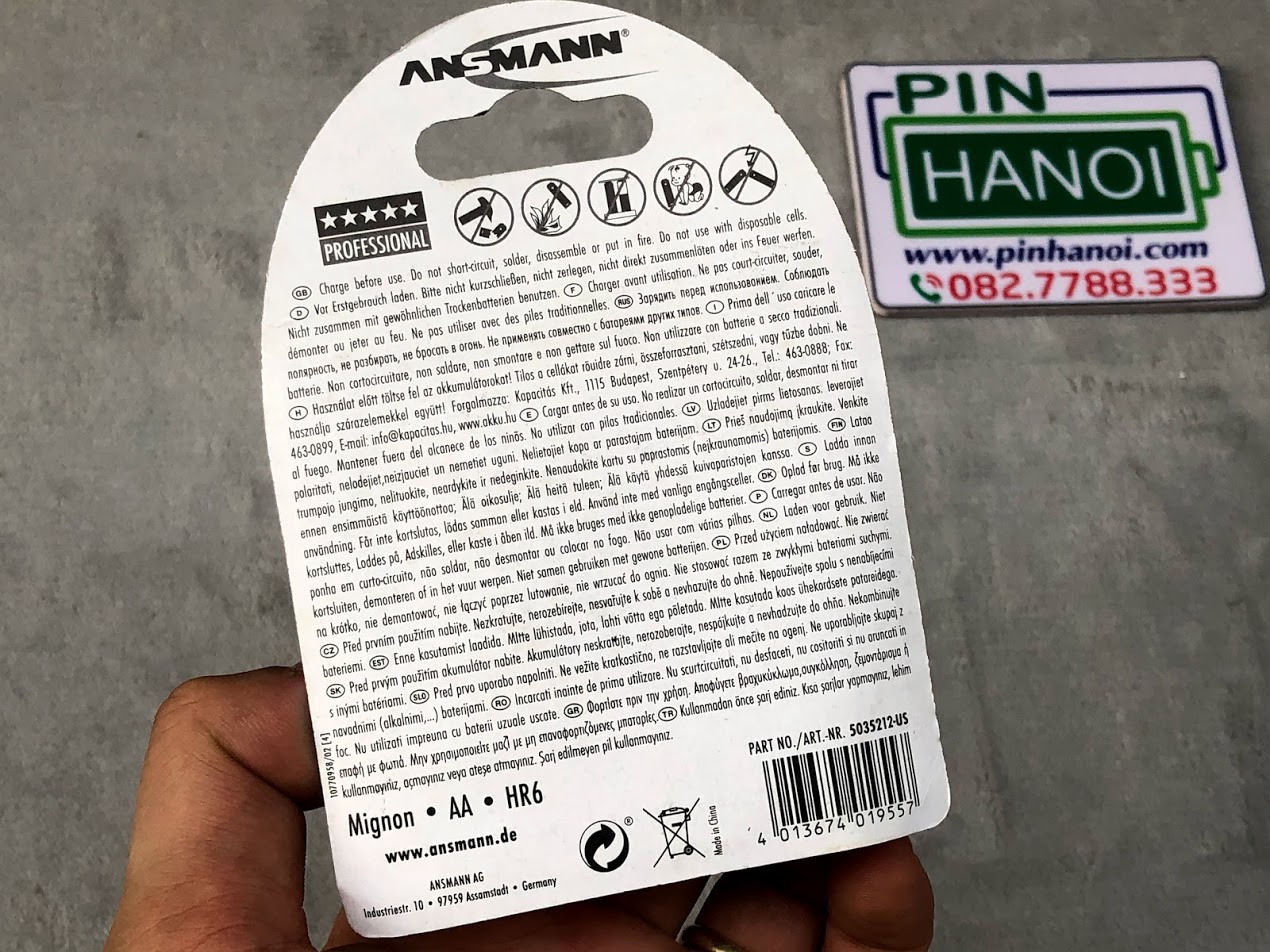 ANSMANN®
PROFESSIONAL
GB Charge before use. Do not short-circuit, solder, disassemble or put in fire. Do not use with disposable cells.
D Vor Erstgebrauch laden. Bitte nicht kurzschließen, nicht zerlegen, nicht direkt zusammenlöten oder ins Feuer werfen.
Nicht zusammen mit gewöhnlichen Trockenbatterien benutzen. F Charger avant utilisation. Ne pas court-circuiter, souder,
démonter ou jeter au feu. Ne pas utiliser avec des piles traditionnelles. RUS Зарядить перед использованием. Соблюдать
полярность, не разбирать, не бросать в огонь. Не применять совместно с батареями других типов. I Prima dell ' uso caricare le
batterie. Non cortocircuitare, non saldare, non smontare e non gettare sul fuoco. Non utilizzare con batterie a secco tradizionali.
H Használat előtt töltse fel az akkumulátorokat! Tilos a cellákat röuidre zárni, összeforrasztani, szétszedni, vagy tűzbe dobni. Ne
használja szárazelemekkel együtt! Forgalmazza: Kapacitás Kft., 1115 Budapest, Szentpétery u. 24-26., Tel.: 463-0888; Fax:
463-0899, E-mail: info@kapacitas.hu, www.akku.hu E Cargar antes de su uso. No realizar un cortocircuito, soldar, desmontar ni tirar
al fuego. Mantener fuera del alcanece de los ninõs. No utilizar con pilas tradicionales. LV Uzladejiet pirms lietosanas. Ieverojiet
polaritati, nelodejiet,neizjauciet un nemetiet uguni. Nelietojiet kopa ar parastajam baterijam. LT Prieš naudojimą įkraukite. Venkite
trumpojo jungimo, nelituokite, neardykite ir nedeginkite. Nenaudokite kartu su paprastomis (neįkraunamomis) baterijomis. FIN Lataa
ennen ensimmäistä käyttöönottoa; Älä oikosulje; Älä heitä tuleen; Älä käytä yhdessä kuivaparistojen kanssa. S Ladda innan
användning. Får inte kortslutas, lödas samman eller kastas i eld. Använd inte med vanliga engångsceller. DK Oplad før brug. Må ikke
kortsluttes, Loddes på, Adskilles, eller kaste i åben ild. Må ikke bruges med ikke genopladelige batterier. P Carregar antes de usar. Não
ponha em curto-circuito, não soldar, não desmontar ou colocar no fogo. Não usar com várias pilhas. NL Laden voor gebruik. Niet
kortsluiten, demonteren of in het vuur werpen. Niet samen gebruiken met gewone batterijen. PL Przed użyciem naładować. Nie zwierać
na krótko, nie demontować, nie łączyć poprzez lutowanie, nie wrzucać do ognia. Nie stosować razem ze zwykłymi bateriami suchymi.
CZ Před prvním použitím nabijte. Nezkratujte, nerozebirejte, nesvařujte k sobě a nevhazujte do ohně. Nepoužívejte spolu s nenabíjecími
bateriemi. EST Enne kasutamist laadida. MItte lühistada, jota, lahti võtta ega põletada. MItte kasutada koos ühekordsete patareidega.
SK Pred prvým použitím akumulátor nabite. Akumulátory neskratujte, nerozoberajte, nespájkujte a nevhadzujte do ohňa. Nekombinujte
s inými batériami. SLO Pred prvo uporabo napolniti. Ne vežite kratkostično, ne razstavljajte ali mečite na ogenj. Ne uporabljajte skupaj z
navadnimi (alkalnimi,...) baterijami. RO Incarcati inainte de prima utilizare. Nu scurtcircuitati, nu desfaceti, nu cositoriti si nu aruncati in
foc. Nu utilizati impreuna cu baterii uzuale uscate. GR Φορτίστε πριν την χρήση. Αποφύγετε βραχυκύκλωμα,συγκόλληση, ξεμοντάρισμα ή
επαφή με φωτιά. Μην χρησιμοποιείτε μαζί με μη επαναφορτιζόμενες μπαταρίες. TR Kullanmadan önce şarj ediniz. Kısa şarjlar yapmayınız, lehim
kullanmayınız, açmayınız veya ateşe atmayınız. Şarj edilmeyen pil kullanmayınız.
10770958/02 [4]
Mignon • AA • HR6
www.ansmann.de
ANSMANN AG
Industriestr. 10 • 97959 Assamstadt • Germany
®
Made in China
PART NO./ART.-NR. 5035212-US
4 013674 019557
PIN
HANOI
www.pinhanoi.com
082.7788.333